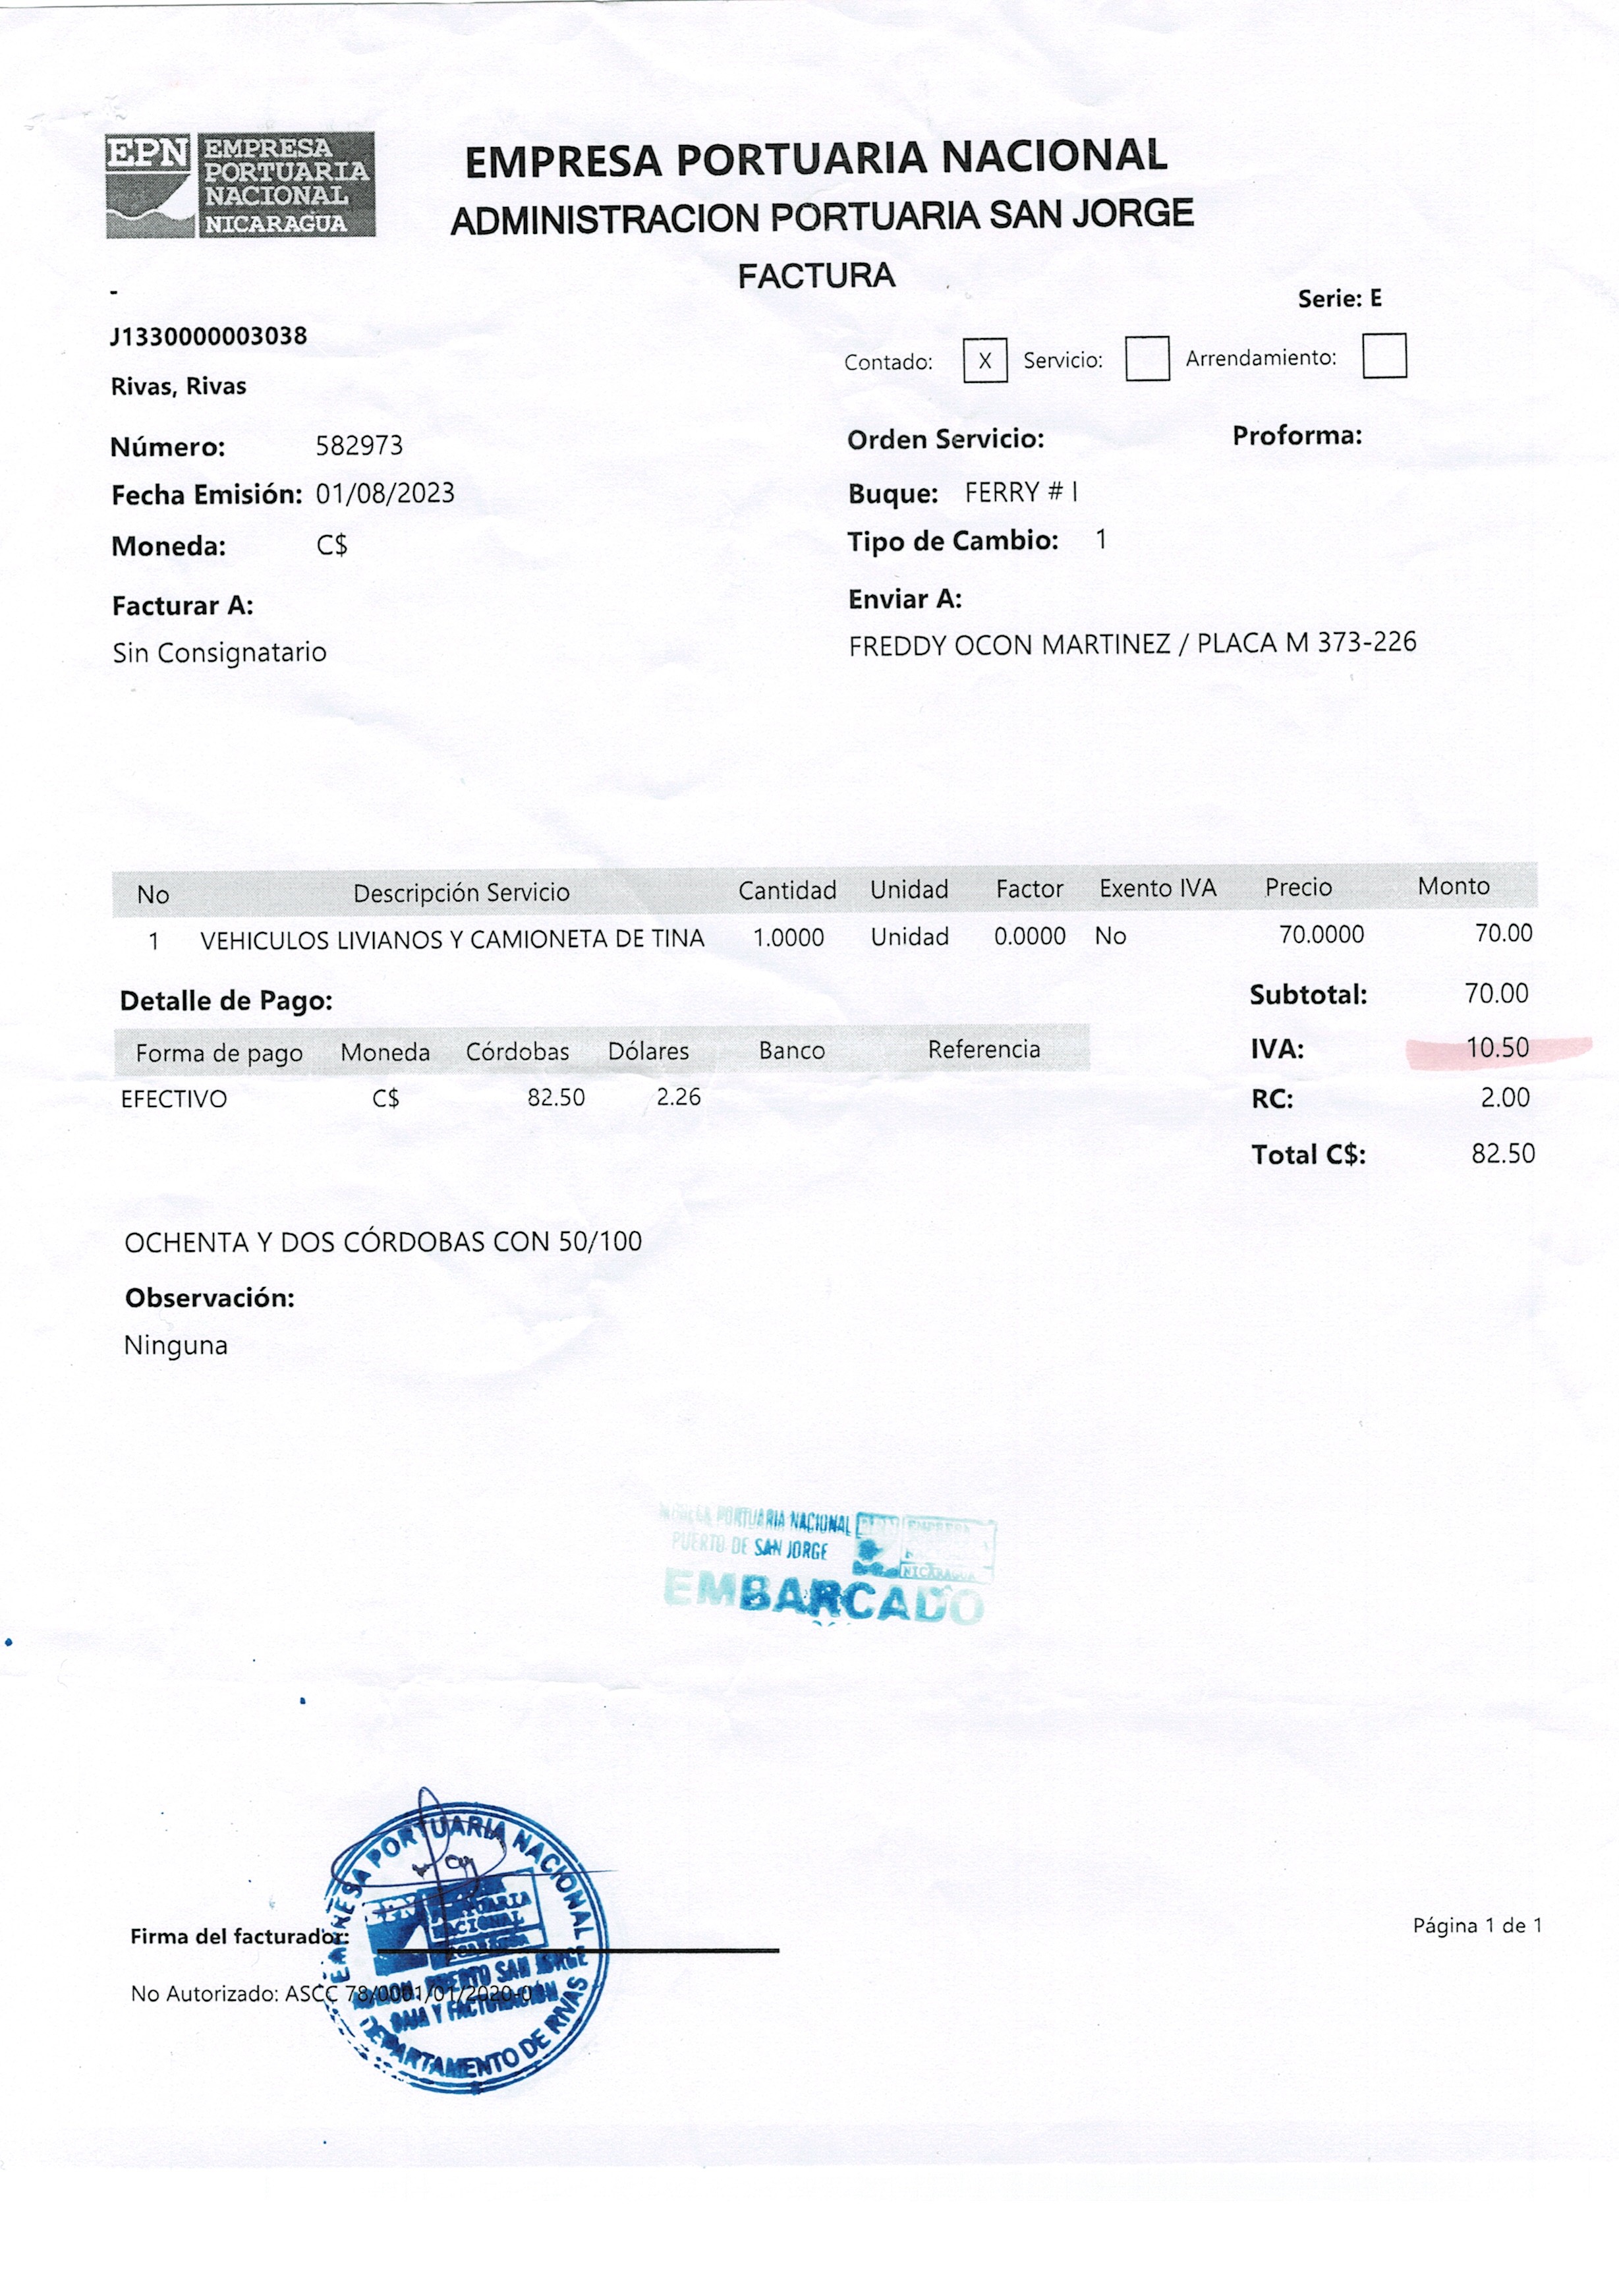 EPN EMPRESA
PORTUARIA
NACIONAL
NICARAGUA
EMPRESA PORTUARIA NACIONAL
ADMINISTRACION PORTUARIA SAN JORGE
FACTURA
-
Serie: E
J1330000003038
Contado: X Servicio: Arrendamiento:
Rivas, Rivas
Número: 582973
Orden Servicio: Proforma:
Fecha Emisión: 01/08/2023
Buque: FERRY # I
Moneda: C$
Tipo de Cambio: 1
Facturar A:
Enviar A:
Sin Consignatario
FREDDY OCON MARTINEZ / PLACA M 373-226
No Descripción Servicio Cantidad Unidad Factor Exento IVA Precio Monto
1 VEHICULOS LIVIANOS Y CAMIONETA DE TINA 1.0000 Unidad 0.0000 No 70.0000 70.00
Detalle de Pago:
Subtotal: 70.00
Forma de pago Moneda Córdobas Dólares Banco Referencia
IVA: 10.50
EFECTIVO C$ 82.50 2.26
RC: 2.00
Total C$: 82.50
OCHENTA Y DOS CÓRDOBAS CON 50/100
Observación:
Ninguna
PORTUARIA NACIONAL
PUERTO DE SAN JORGE
EMPRESA
NICARAGUA
EMBARCADO
EMPRESA PORTUARIA NACIONAL
EPN
PORTUARIA
NACIONAL
PUERTO SAN JORGE
CAJA Y FACTURACION
DEPARTAMENTO DE RIVAS
Firma del facturador:
Página 1 de 1
No Autorizado: ASCC 78/0001/01/2020-